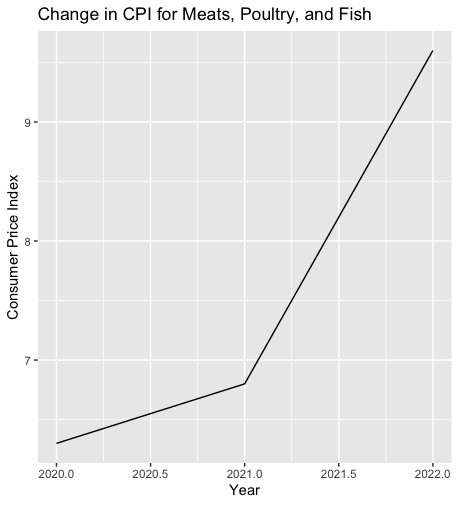 Change in CPI for Meats, Poultry, and Fish
Consumer Price Index
9
8
7
2020.0 2020.5 2021.0 2021.5 2022.0
Year